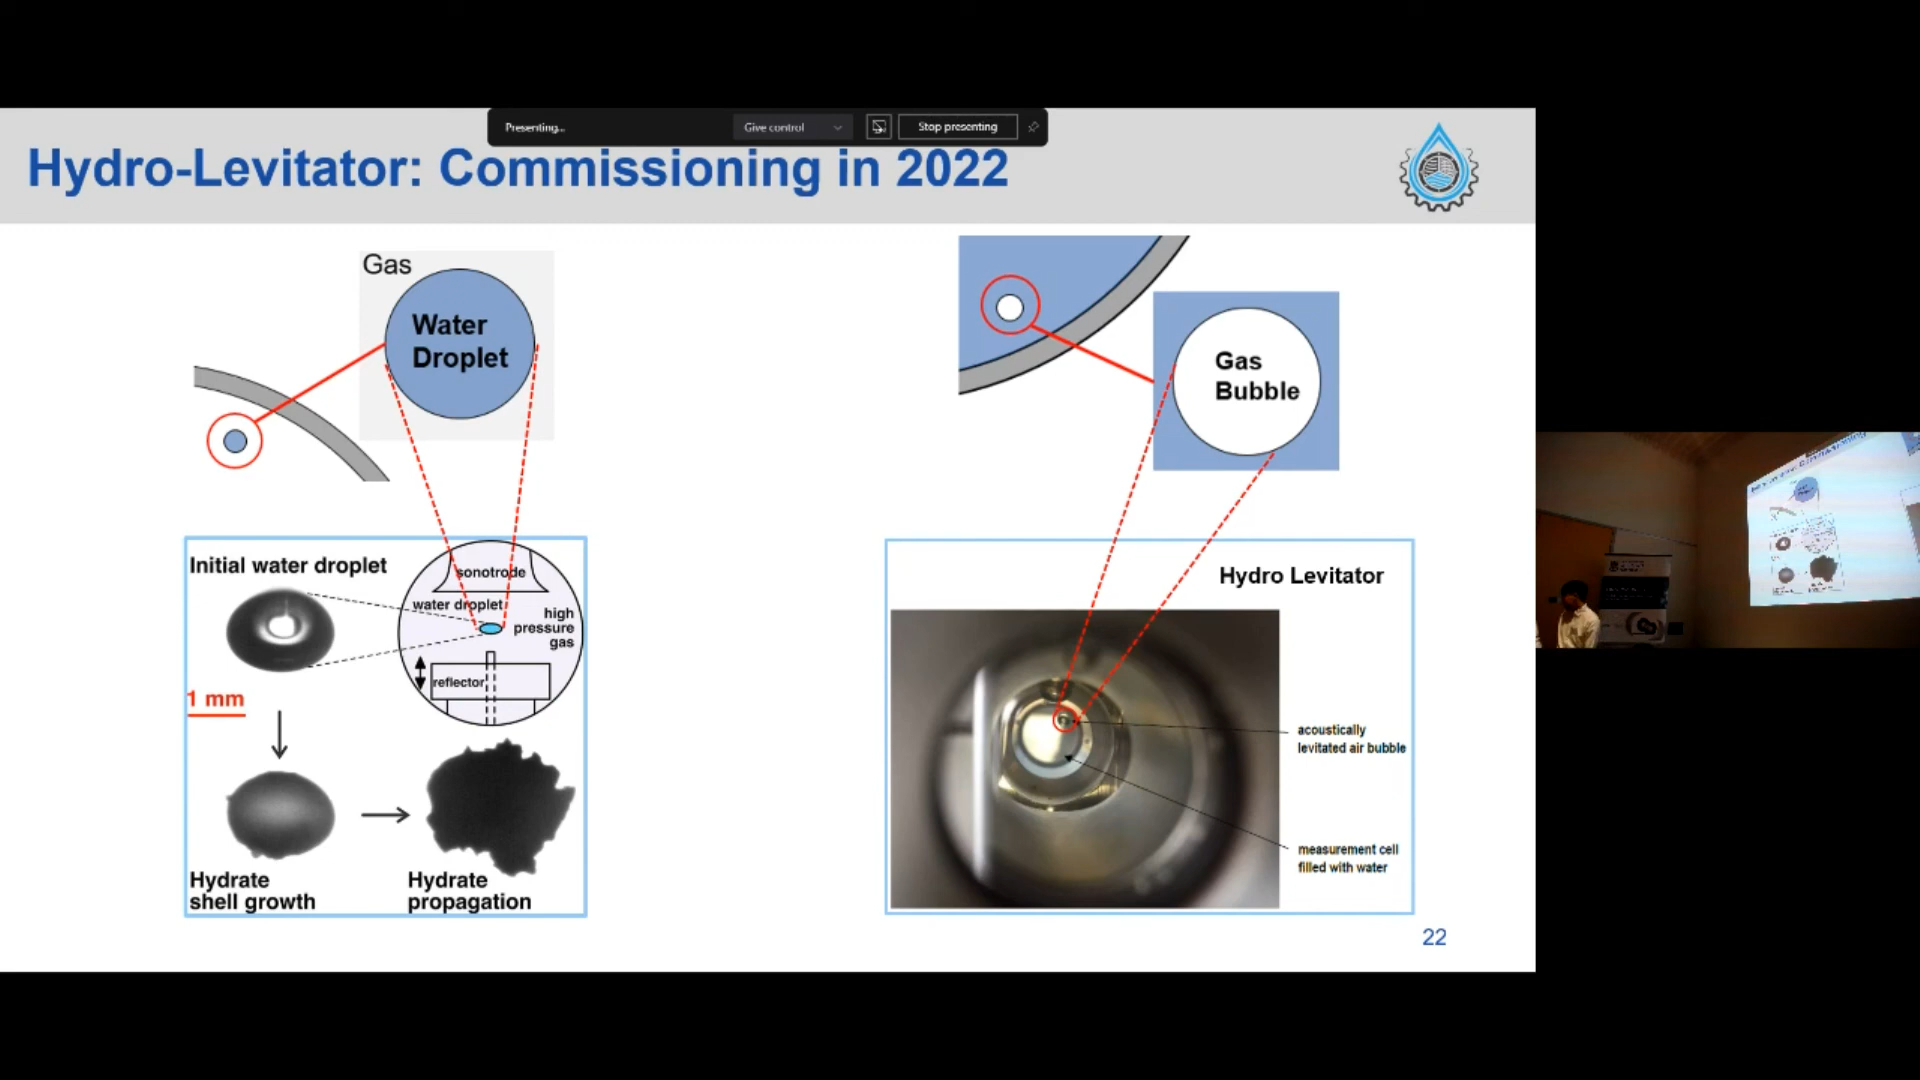 Presenting...
Give control
Stop presenting
Hydro-Levitator: Commissioning in 2022
Gas
Water
Droplet
Gas
Bubble
Initial water droplet
sonotrode
water droplet
high
pressure
gas
reflector
1 mm
Hydrate
shell growth
Hydrate
propagation
Hydro Levitator
acoustically
levitated air bubble
measurement cell
filled with water
22